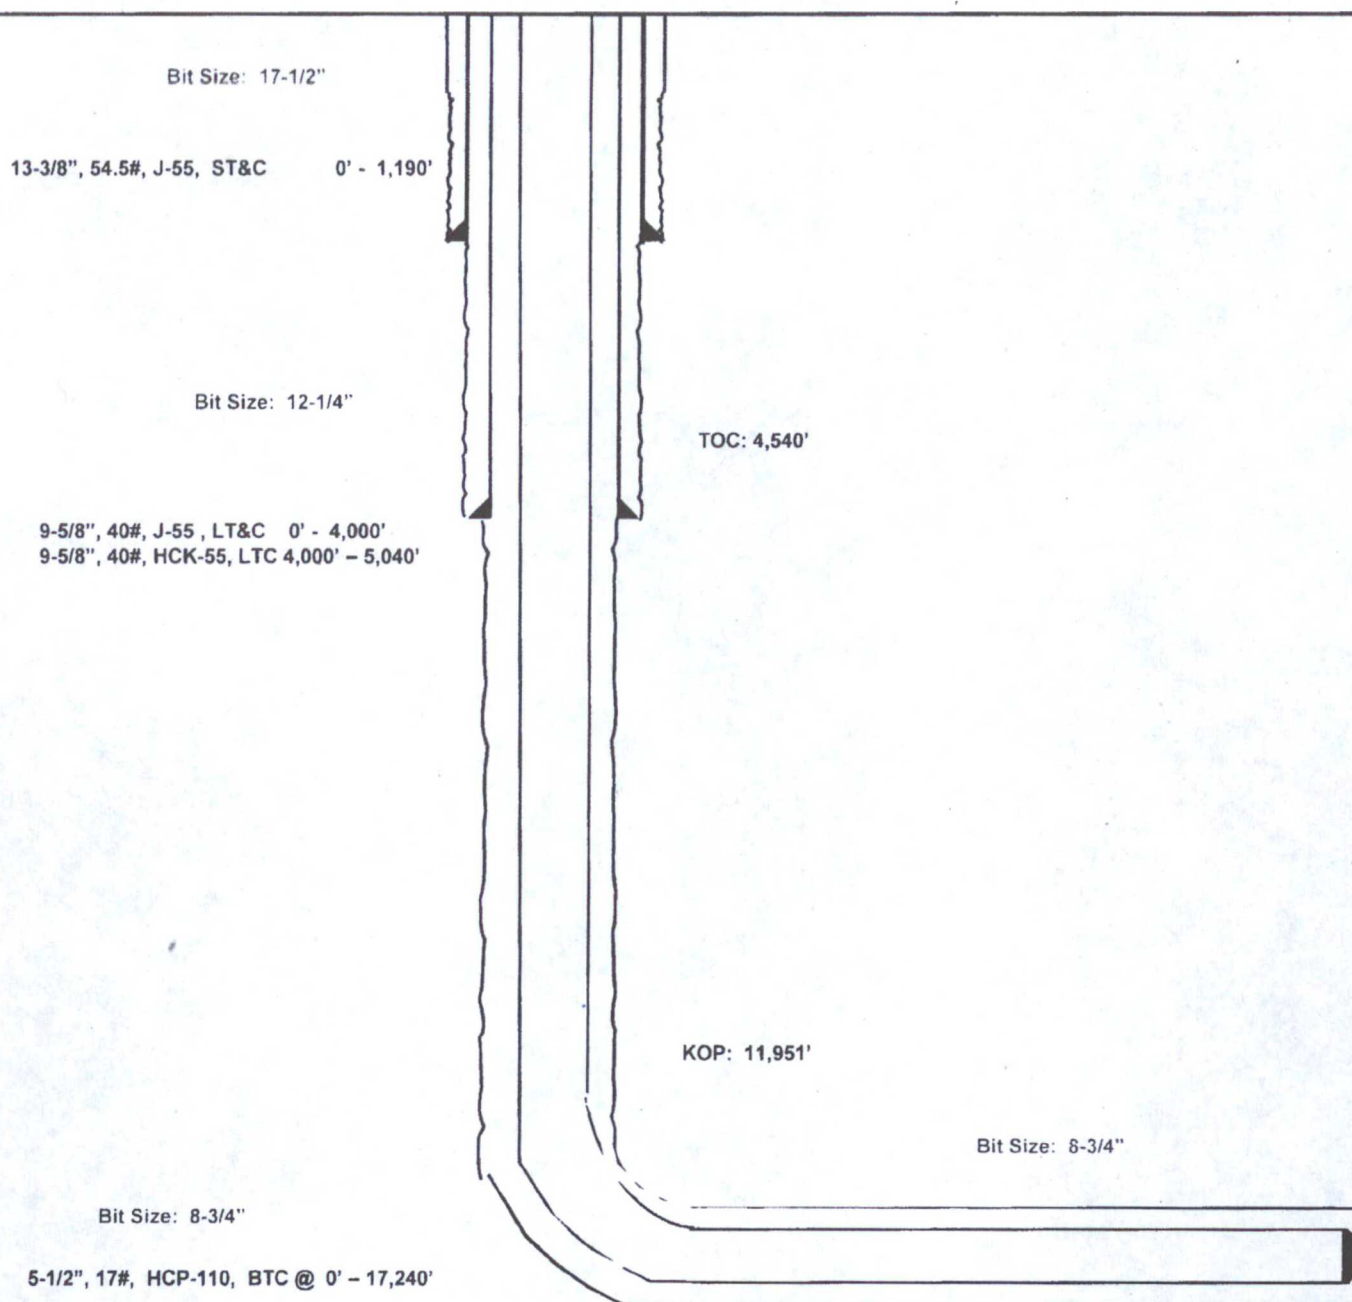 Bit Size: 17-1/2"
13-3/8", 54.5#, J-55, ST&C 0' - 1,190'
Bit Size: 12-1/4"
TOC: 4,540'
9-5/8", 40#, J-55 , LT&C 0' - 4,000'
9-5/8", 40#, HCK-55, LTC 4,000' – 5,040'
KOP: 11,951'
Bit Size: 8-3/4"
Bit Size: 8-3/4"
5-1/2", 17#, HCP-110, BTC @ 0' – 17,240'